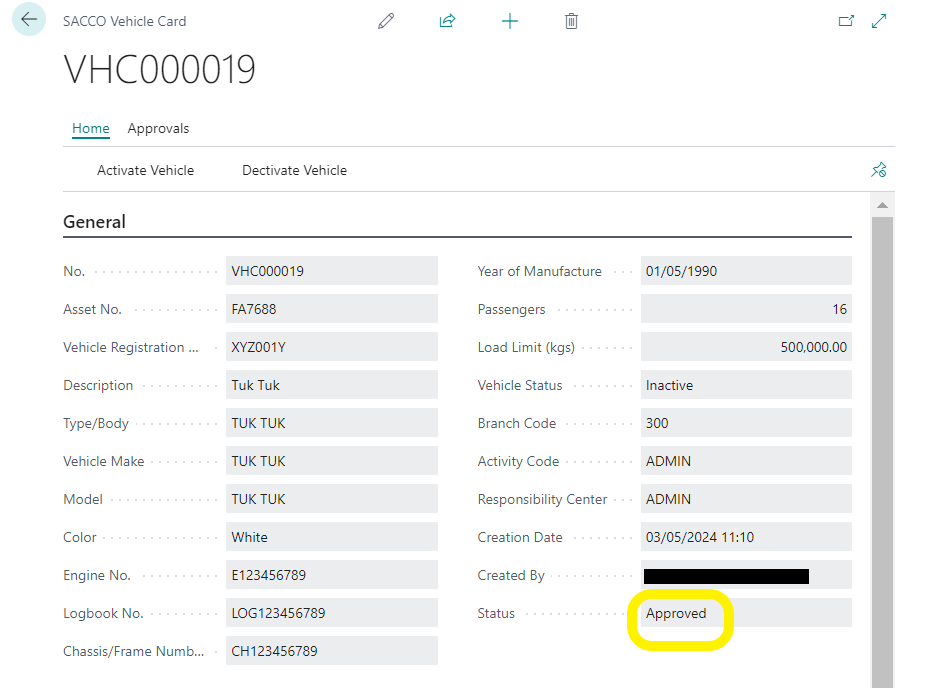 SACCO Vehicle Card
VHC000019
Home Approvals
Activate Vehicle Dectivate Vehicle
General
No. VHC000019
Asset No. FA7688
Vehicle Registration ... XYZ001Y
Description Tuk Tuk
Type/Body TUK TUK
Vehicle Make TUK TUK
Model TUK TUK
Color White
Engine No. E123456789
Logbook No. LOG123456789
Chassis/Frame Numb... CH123456789
Year of Manufacture 01/05/1990
Passengers 16
Load Limit (kgs) 500,000.00
Vehicle Status Inactive
Branch Code 300
Activity Code ADMIN
Responsibility Center ADMIN
Creation Date 03/05/2024 11:10
Created By
Status Approved